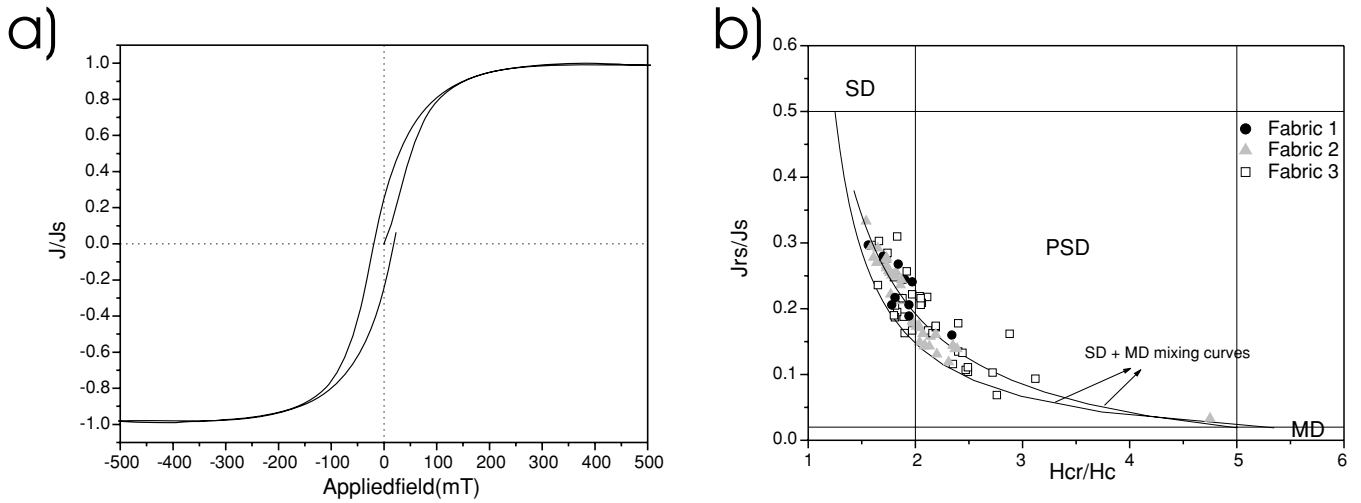 a)
J/Js
1.0
0.8
0.6
0.4
0.2
0.0
-0.2
-0.4
-0.6
-0.8
-1.0
-500 -400 -300 -200 -100 0 100 200 300 400 500
Appliedfield(mT)
b)
Jrs/Js
0.6
0.5
0.4
0.3
0.2
0.1
0.0
SD
Fabric 1
Fabric 2
Fabric 3
PSD
SD + MD mixing curves
MD
1 2 3 4 5 6
Hcr/Hc